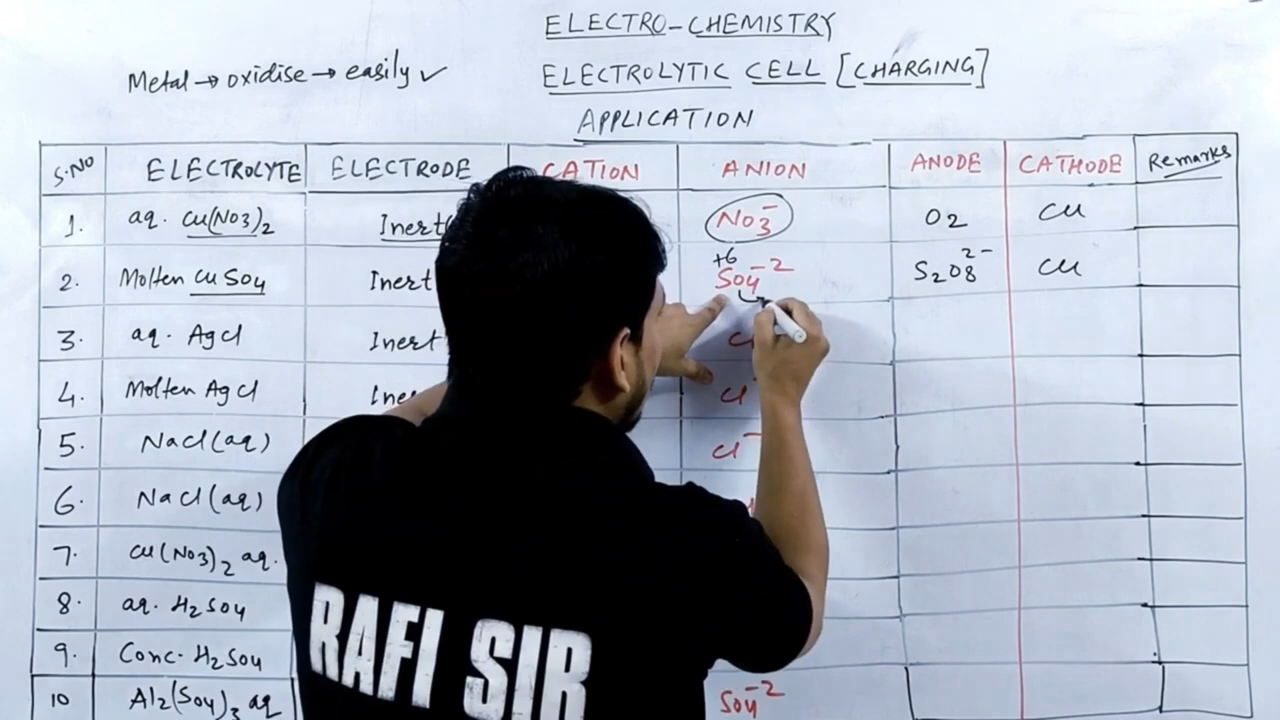 ELECTRO-CHEMISTRY
Metal → oxidise → easily ✓ ELECTROLYTIC CELL [CHARGING]
APPLICATION
S.NO ELECTROLYTE ELECTRODE CATION ANION ANODE CATHODE Remarks
1. aq. Cu(NO3)2 Inert NO3⁻ O2 Cu
2. Molten CuSO4 Inert +6 SO4⁻² S2O8²⁻ Cu
3. aq. AgCl Inert
4. Molten AgCl Cl
5. NaCl(aq) Cl⁻
6. NaCl(aq)
7. Cu(NO3)2 aq.
8. aq. H2SO4
9. Conc. H2SO4
10 Al2(SO4)3 aq SO4⁻²
RAFI SIR